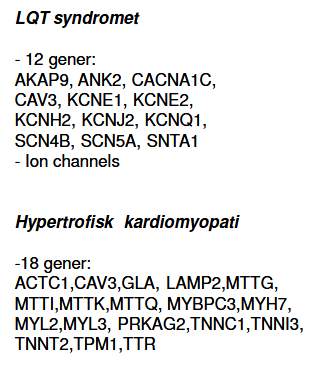 LQT syndromet
- 12 gener:
AKAP9, ANK2, CACNA1C,
CAV3, KCNE1, KCNE2,
KCNH2, KCNJ2, KCNQ1,
SCN4B, SCN5A, SNTA1
- Ion channels
Hypertrofisk kardiomyopati
-18 gener:
ACTC1,CAV3,GLA, LAMP2,MTTG,
MTTI,MTTK,MTTQ, MYBPC3,MYH7,
MYL2,MYL3, PRKAG2,TNNC1,TNNI3,
TNNT2,TPM1,TTR